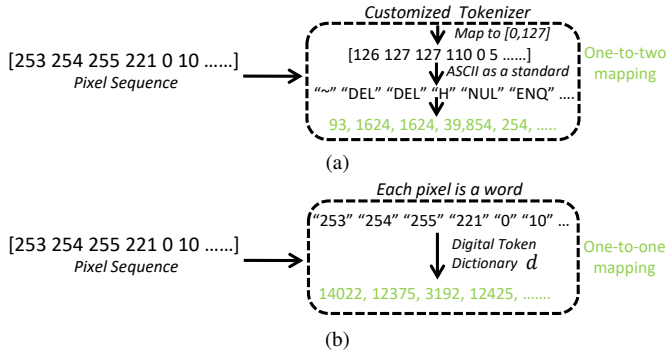 Customized Tokenizer
Map to [0,127]
[253 254 255 221 0 10 ......]
Pixel Sequence
[126 127 127 110 0 5 ......]
ASCII as a standard
“~” “DEL” “DEL” “H” “NUL” “ENQ” ....
93, 1624, 1624, 39,854, 254, .....
One-to-two
mapping
(a)
Each pixel is a word
[253 254 255 221 0 10 ......]
Pixel Sequence
“253” “254” “255” “221” “0” “10” ...
Digital Token
Dictionary d
14022, 12375, 3192, 12425, .......
One-to-one
mapping
(b)